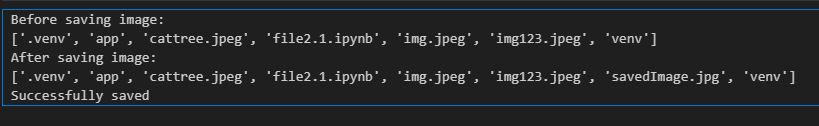 Before saving image:
['.venv', 'app', 'cattree.jpeg', 'file2.1.ipynb', 'img.jpeg', 'img123.jpeg', 'venv']
After saving image:
['.venv', 'app', 'cattree.jpeg', 'file2.1.ipynb', 'img.jpeg', 'img123.jpeg', 'savedImage.jpg', 'venv']
Successfully saved